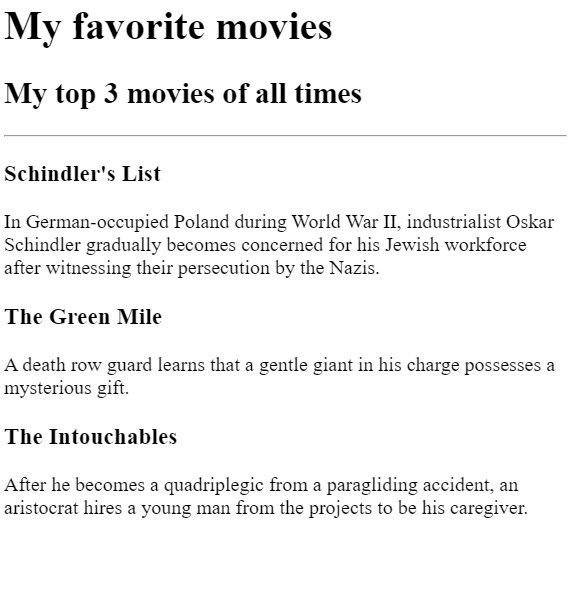 My favorite movies
My top 3 movies of all times
Schindler's List
In German-occupied Poland during World War II, industrialist Oskar
Schindler gradually becomes concerned for his Jewish workforce
after witnessing their persecution by the Nazis.
The Green Mile
A death row guard learns that a gentle giant in his charge possesses a
mysterious gift.
The Intouchables
After he becomes a quadriplegic from a paragliding accident, an
aristocrat hires a young man from the projects to be his caregiver.